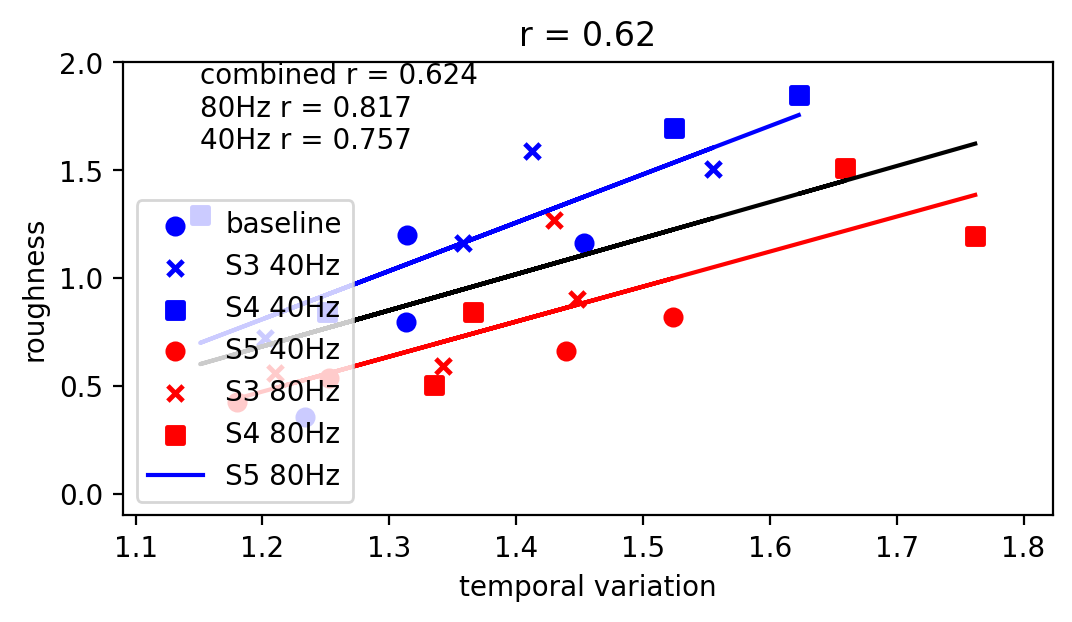 r = 0.62
combined r = 0.624
80Hz r = 0.817
40Hz r = 0.757
baseline
S3 40Hz
S4 40Hz
S5 40Hz
S3 80Hz
S4 80Hz
S5 80Hz
roughness
2.0
1.5
1.0
0.5
0.0
1.1 1.2 1.3 1.4 1.5 1.6 1.7 1.8
temporal variation